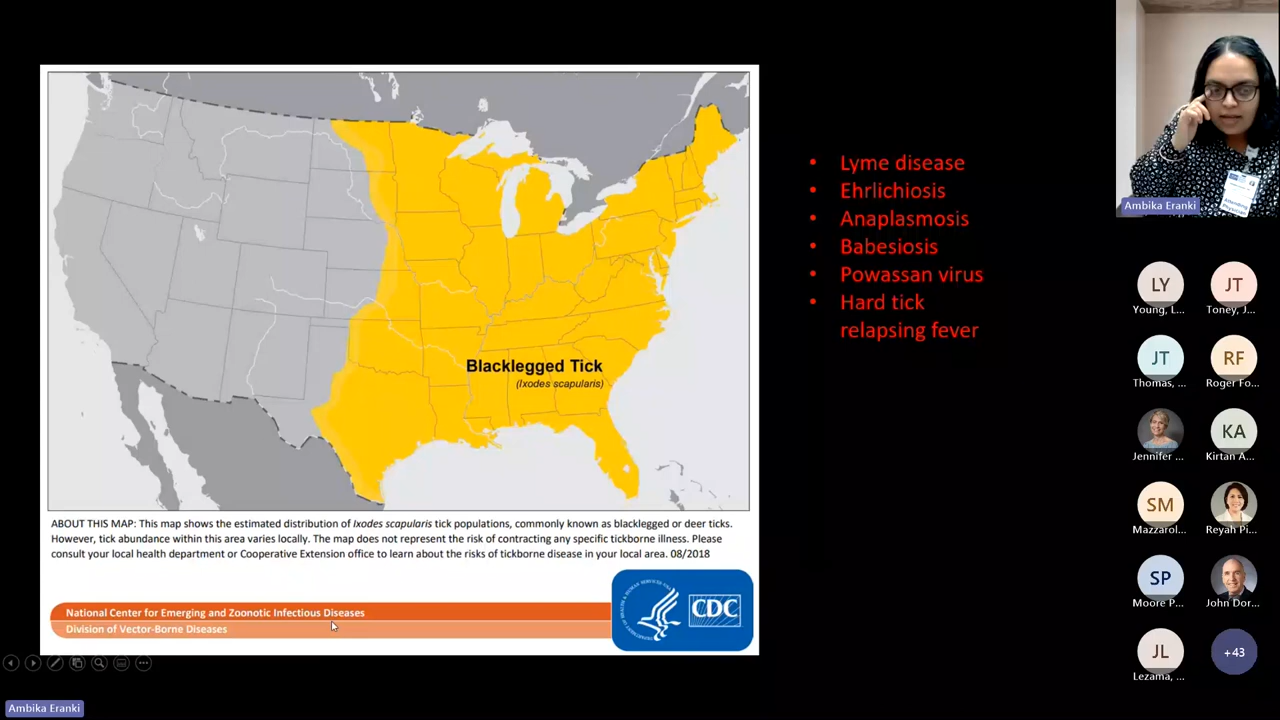 Blacklegged Tick
(Ixodes scapularis)
ABOUT THIS MAP: This map shows the estimated distribution of Ixodes scapularis tick populations, commonly known as blacklegged or deer ticks.
However, tick abundance within this area varies locally. The map does not represent the risk of contracting any specific tickborne illness. Please
consult your local health department or Cooperative Extension office to learn about the risks of tickborne disease in your local area. 08/2018
National Center for Emerging and Zoonotic Infectious Diseases
Division of Vector-Borne Diseases
CDC
• Lyme disease
• Ehrlichiosis
• Anaplasmosis
• Babesiosis
• Powassan virus
• Hard tick
relapsing fever
Attending
Physician
Ambika Eranki
LY
Young, L...
JT
Toney, J...
JT
Thomas, ...
RF
Roger Fo...
Jennifer ...
KA
Kirtan A...
SM
Mazzarol...
Reyah Pi...
SP
Moore P...
John Dor...
JL
Lezama, ...
+43
Ambika Eranki